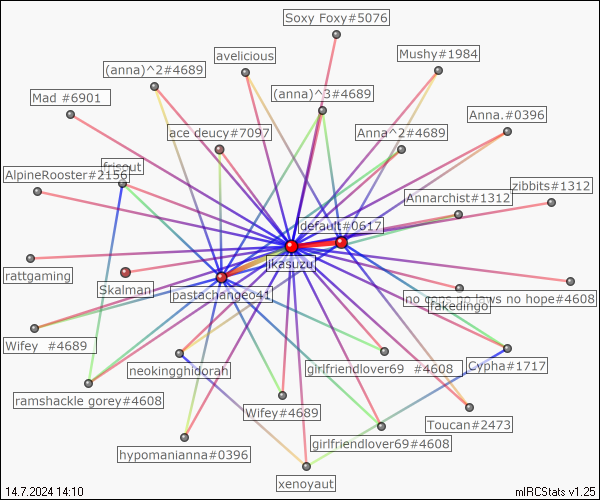 Soxy Foxy#5076
avelicious
Mushy#1984
(anna)^2#4689
(anna)^3#4689
Mad #6901
Anna.#0396
ace deucy#7097
Anna^2#4689
friscut
AlpineRooster#2156
zibbits#1312
Annarchist#1312
default#0617
jkasuzu
rattgaming
Skalman
pastachangeo41
no cops no laws no hope#4608
fakedingo
Wifey #4689
neokingghidorah
girlfriendlover69 #4608
Cypha#1717
ramshackle gorey#4608
Wifey#4689
Toucan#2473
girlfriendlover69#4608
hypomanianna#0396
xenoyaut
14.7.2024 14:10
mIRCStats v1.25